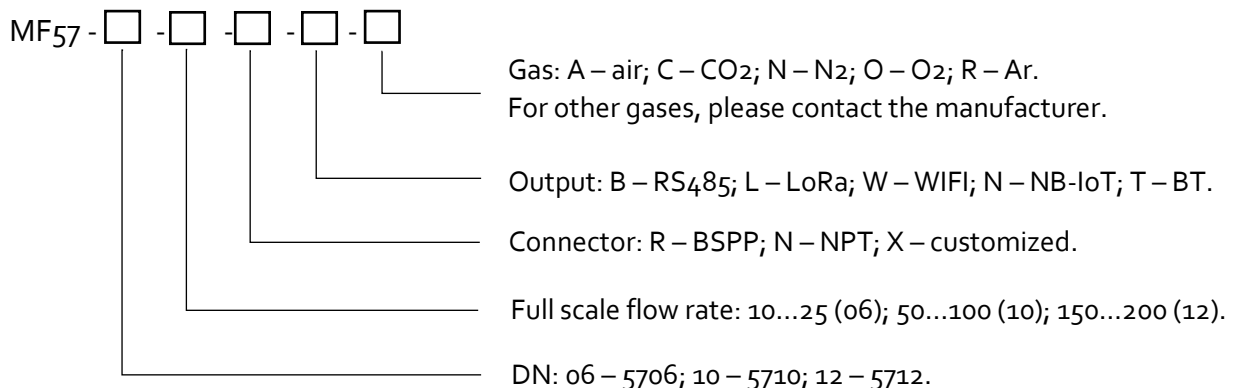 MF57 - - - - -
Gas: A – air; C – CO2; N – N2; O – O2; R – Ar.
For other gases, please contact the manufacturer.
Output: B – RS485; L – LoRa; W – WIFI; N – NB-IoT; T – BT.
Connector: R – BSPP; N – NPT; X – customized.
Full scale flow rate: 10...25 (06); 50...100 (10); 150...200 (12).
DN: 06 – 5706; 10 – 5710; 12 – 5712.